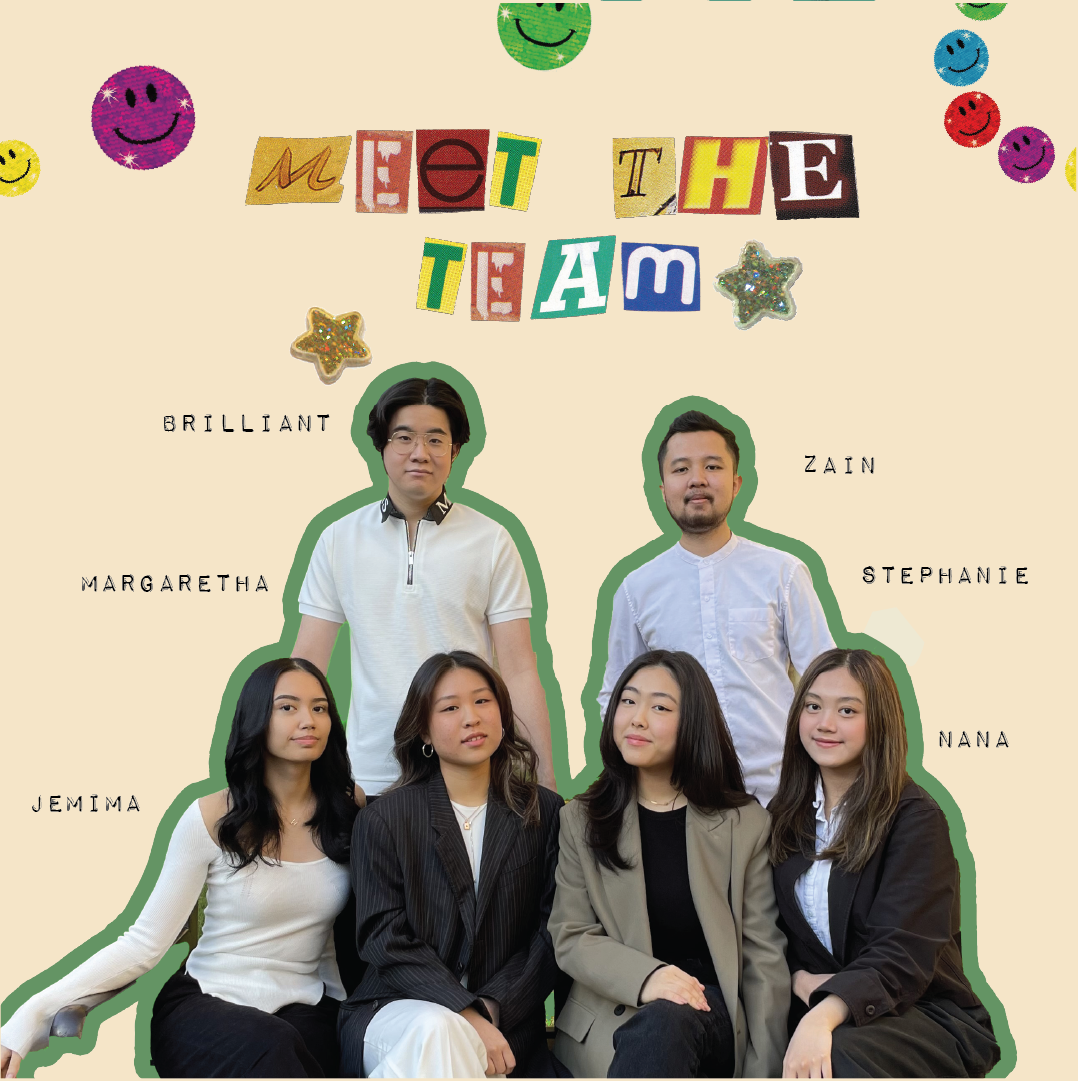 MEeT THE
TEAM
BRILLIANT
ZAIN
MARGARETHA
STEPHANIE
NANA
JEMIMA